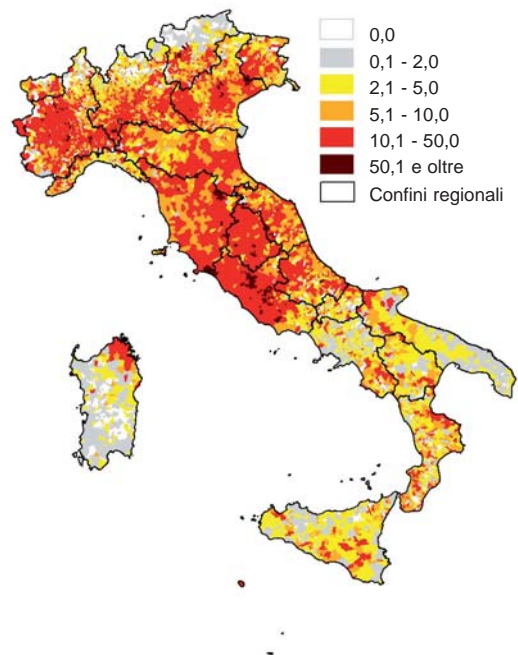 0,0
0,1 - 2,0
2,1 - 5,0
5,1 - 10,0
10,1 - 50,0
50,1 e oltre
Confini regionali